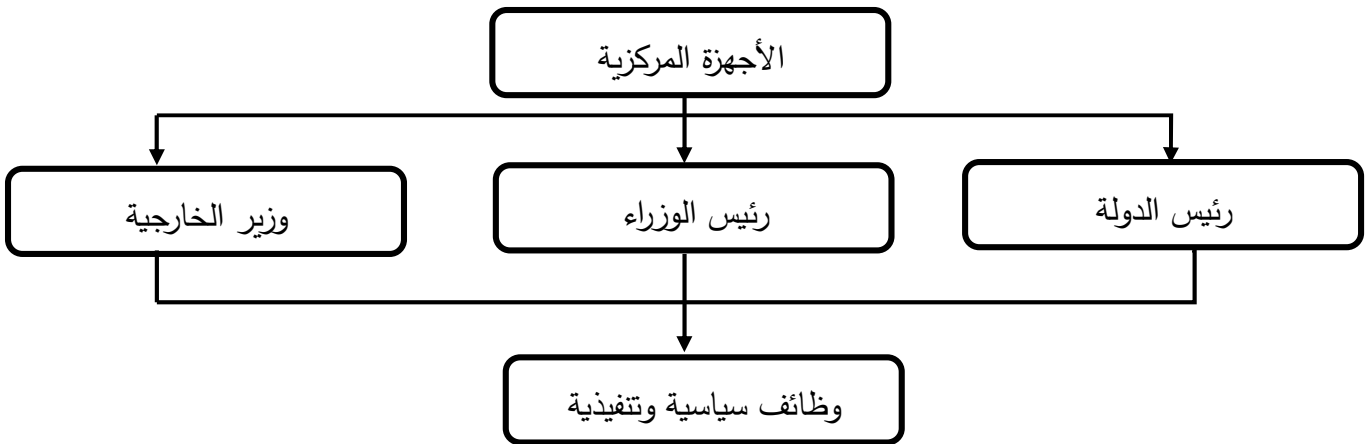 الأجهزة المركزية
رئيس الدولة
رئيس الوزراء
وزير الخارجية
وظائف سياسية وتنفيذية